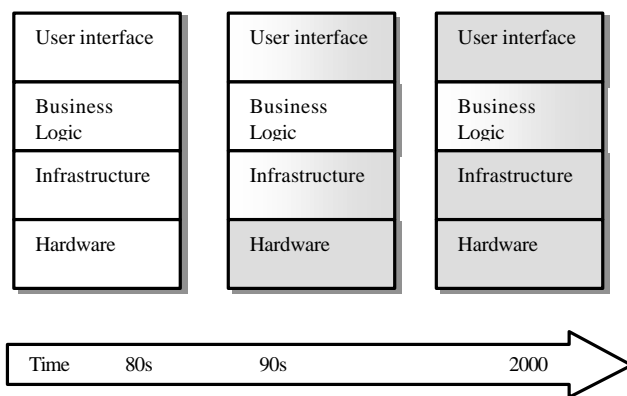 User interface
Business
Logic
Infrastructure
Hardware
User interface
Business
Logic
Infrastructure
Hardware
User interface
Business
Logic
Infrastructure
Hardware
Time 80s 90s 2000